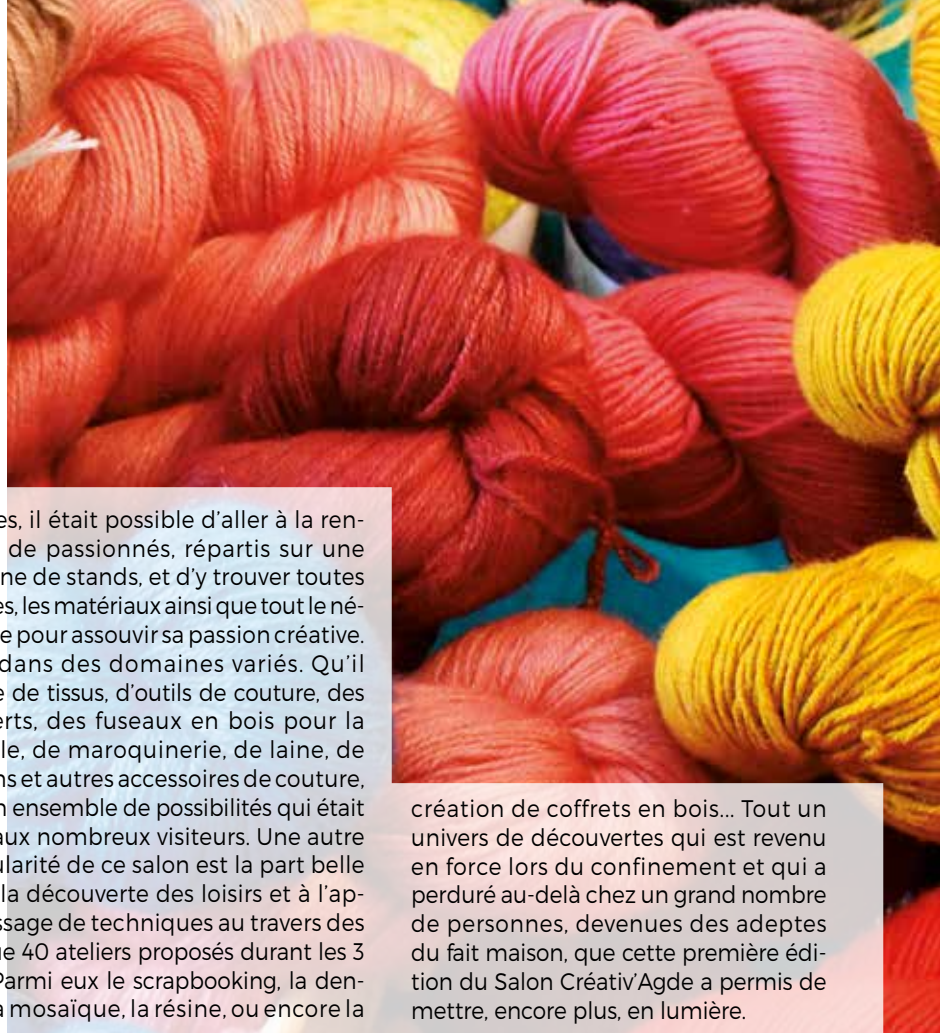 es, il était possible d'aller à la ren-
de passionnés, répartis sur une
ne de stands, et d'y trouver toutes
es, les matériaux ainsi que tout le né-
e pour assouvir sa passion créative.
dans des domaines variés. Qu'il
e de tissus, d'outils de couture, des
erts, des fuseaux en bois pour la
le, de maroquinerie, de laine, de
ns et autres accessoires de couture,
n ensemble de possibilités qui était
aux nombreux visiteurs. Une autre
ularité de ce salon est la part belle
la découverte des loisirs et à l'ap-
ssage de techniques au travers des
ue 40 ateliers proposés durant les 3
Parmi eux le scrapbooking, la den-
a mosaïque, la résine, ou encore la
création de coffrets en bois... Tout un
univers de découvertes qui est revenu
en force lors du confinement et qui a
perduré au-delà chez un grand nombre
de personnes, devenues des adeptes
du fait maison, que cette première édi-
tion du Salon Créativ'Agde a permis de
mettre, encore plus, en lumière.